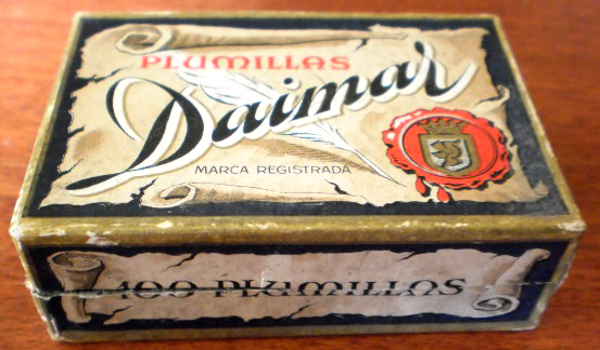 PLUMILLAS
Daimar
MARCA REGISTRADA
100 PLUMILLAS